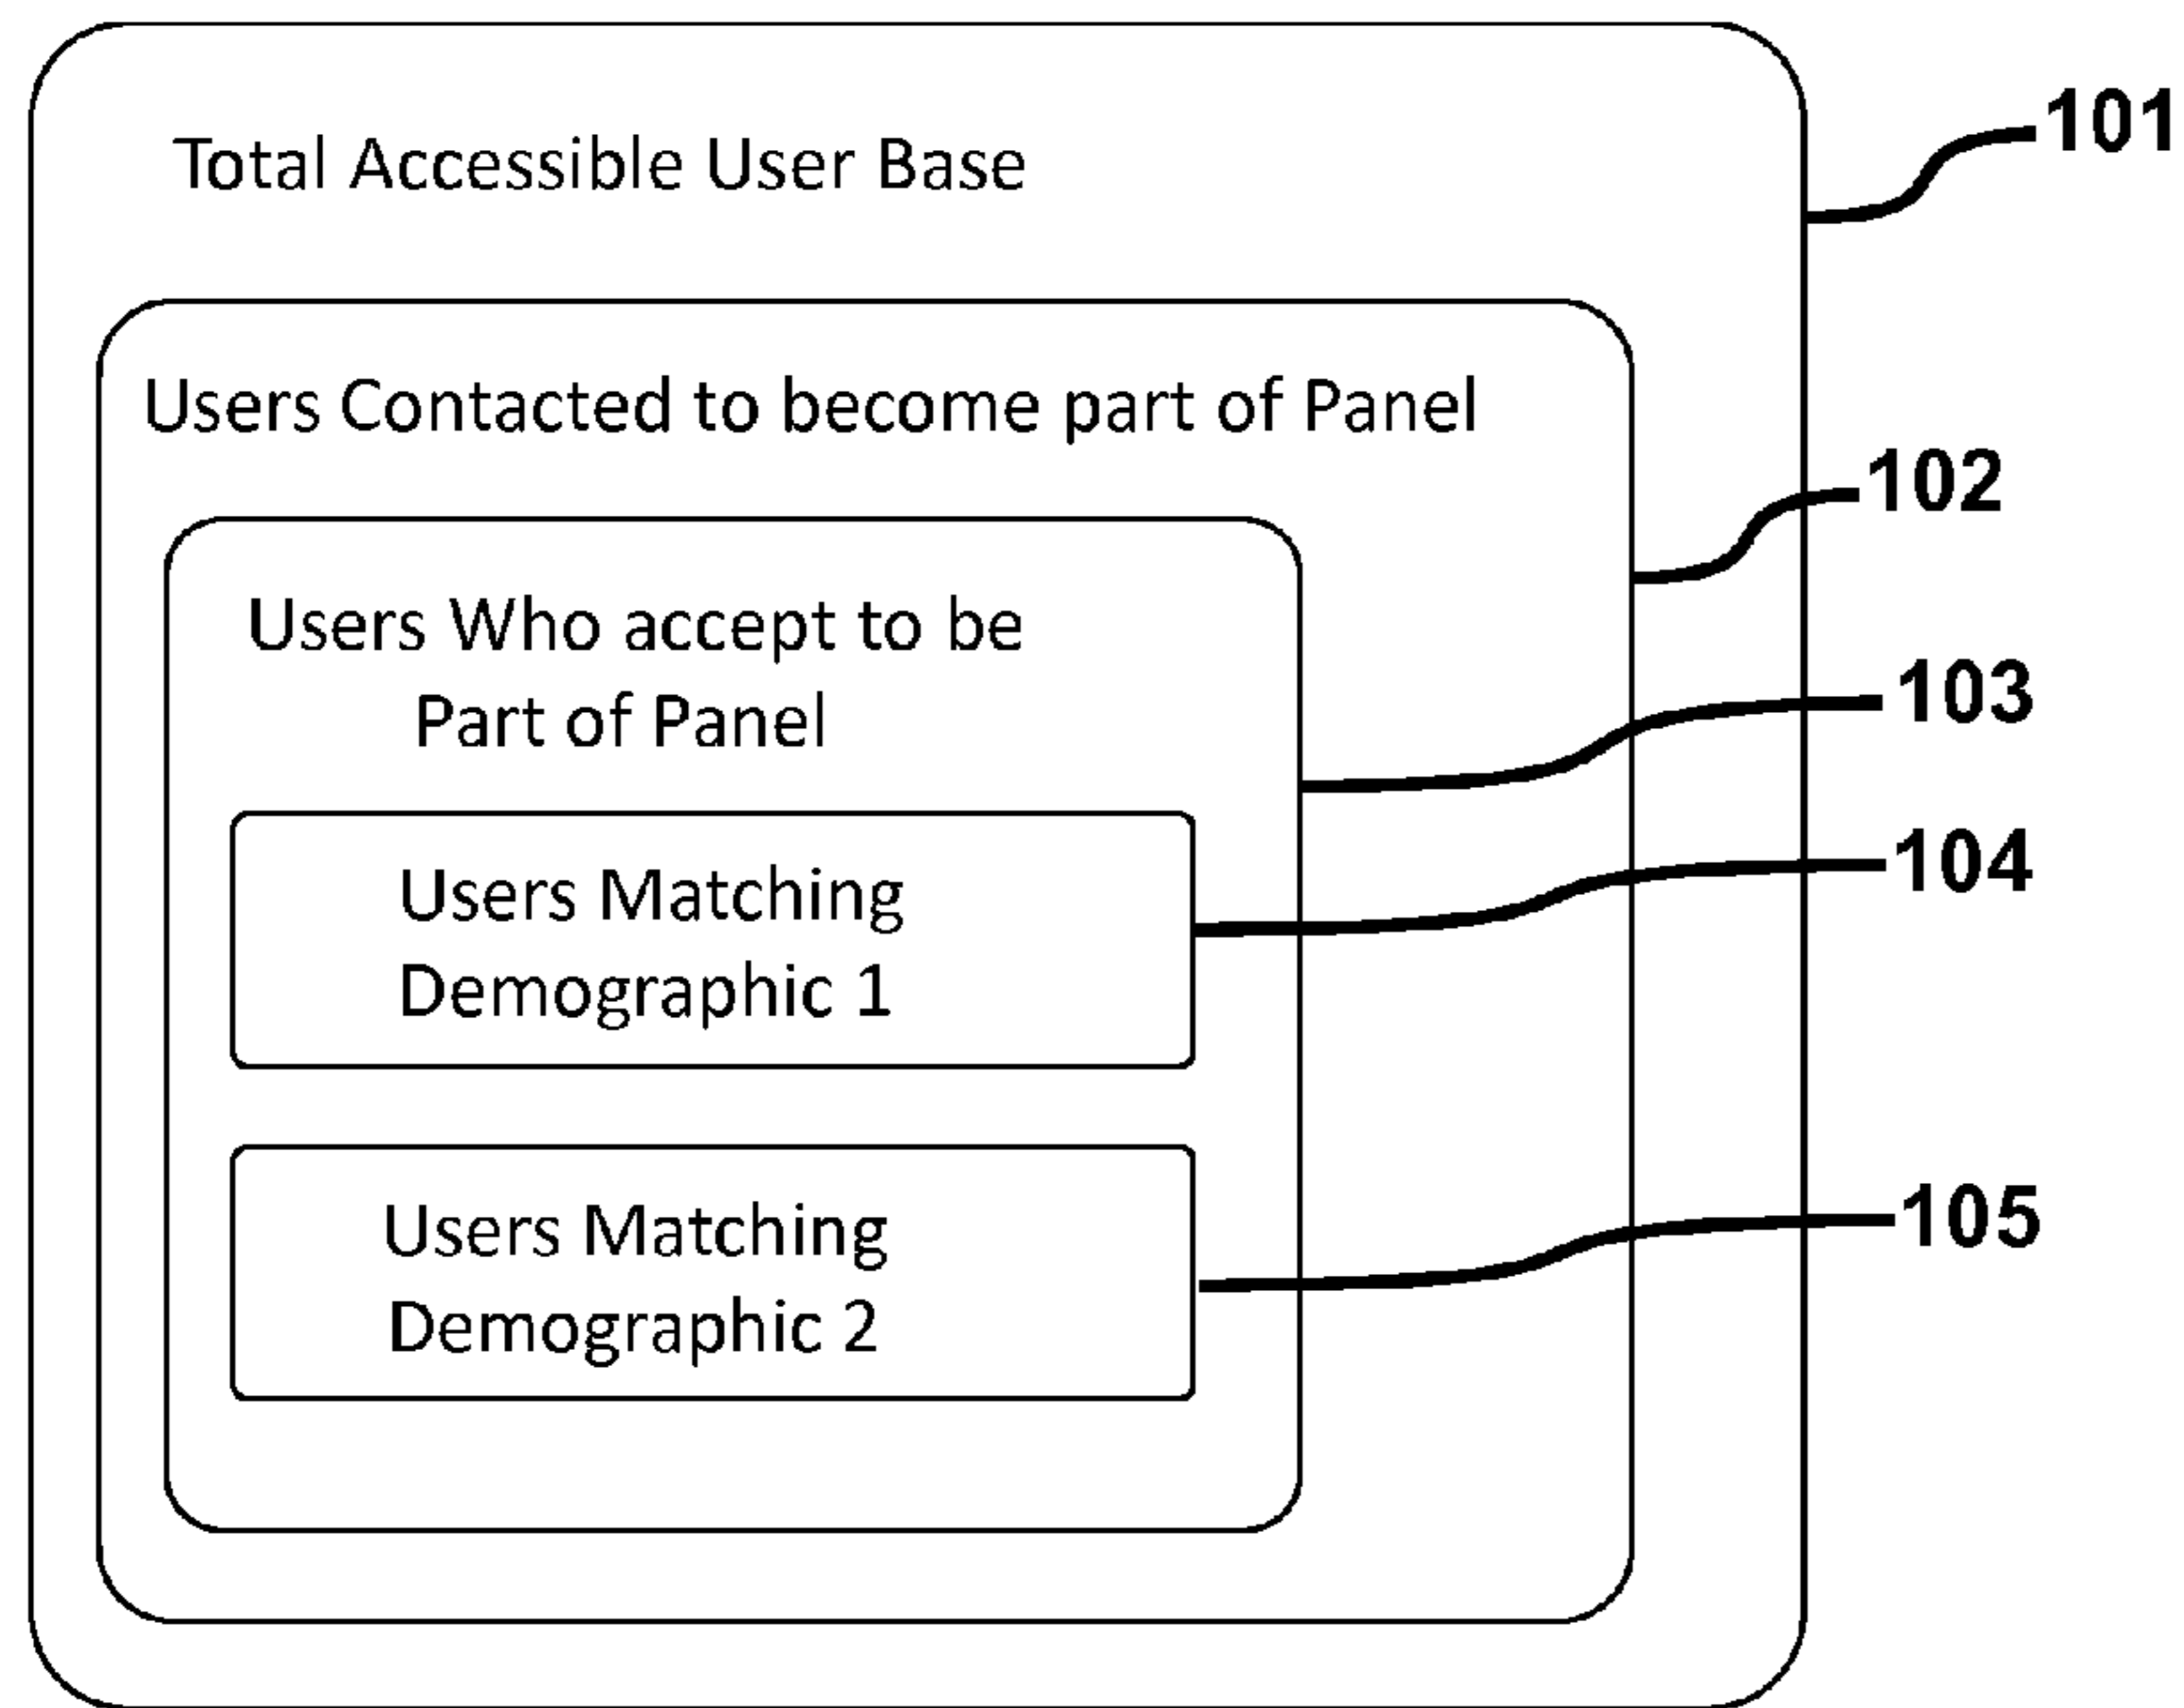 Total Accessible User Base
101
Users Contacted to become part of Panel
102
Users Who accept to be
Part of Panel
103
Users Matching
Demographic 1
104
Users Matching
Demographic 2
105